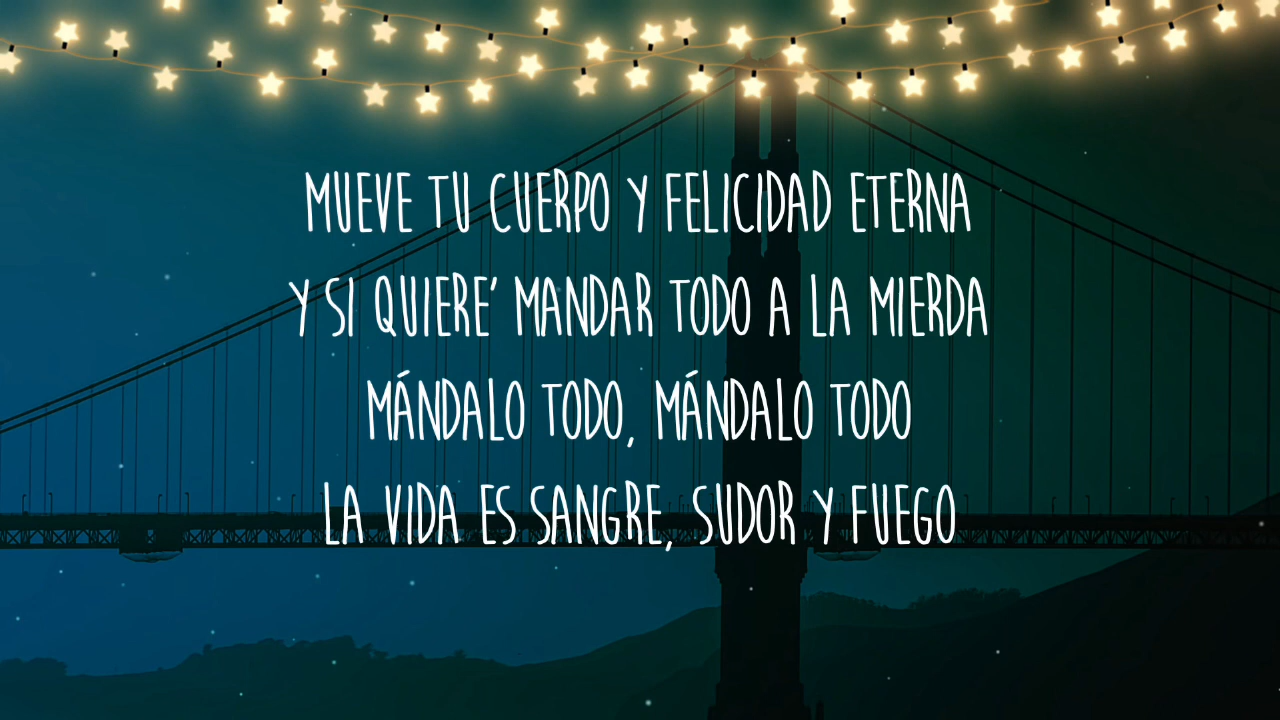 MUEVE TU CUERPO Y FELICIDAD ETERNA
Y SI QUIERE' MANDAR TODO A LA MIERDA
MÁNDALO TODO, MÁNDALO TODO
LA VIDA ES SANGRE, SUDOR Y FUEGO